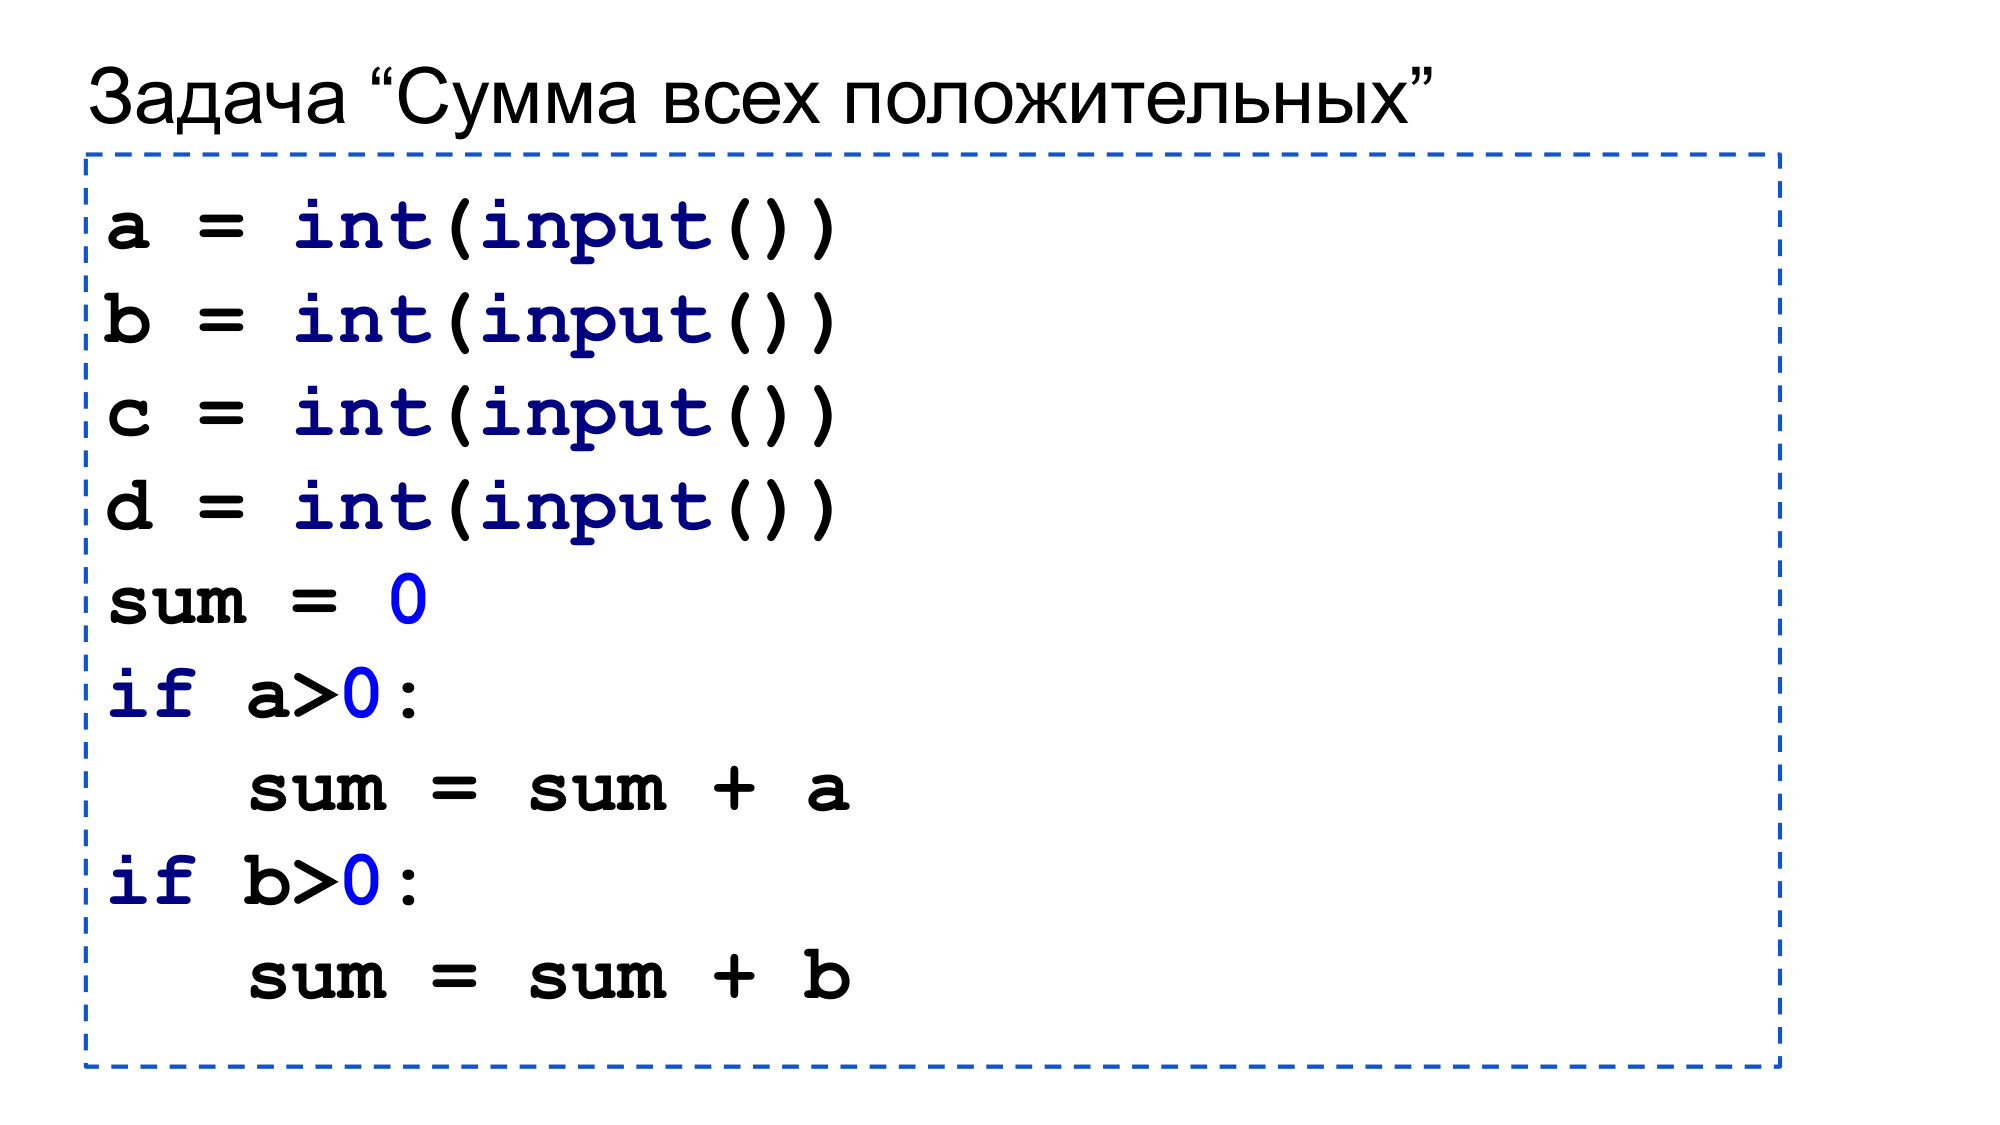 Задача “Сумма всех положительных”
a = int(input())
b = int(input())
c = int(input())
d = int(input())
sum = 0
if a>0:
   sum = sum + a
if b>0:
   sum = sum + b